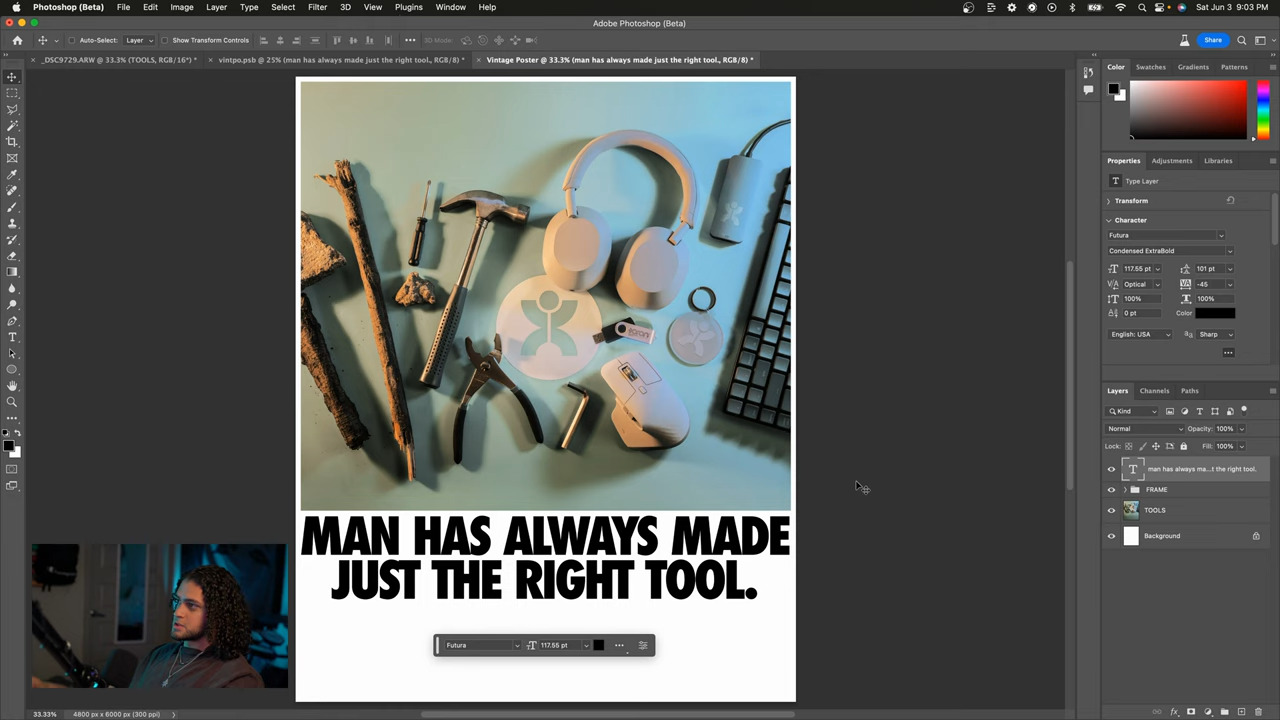 Photoshop (Beta) File Edit Image Layer Type Select Filter 3D View Plugins Window Help
Sat Jun 3 9:03 PM
Adobe Photoshop (Beta)
Auto-Select: Layer Show Transform Controls 3D Mode: Share
_DSC9729.ARW @ 33.3% (TOOLS, RGB/16*) * × vintpo.psb @ 25% (man has always made just the right tool., RGB/8) * × Vintage Poster @ 33.3% (man has always made just the right tool., RGB/8) *
Color Swatches Gradients Patterns
Properties Adjustments Libraries
T Type Layer
Transform
Character
Futura
Condensed ExtraBold
117.55 pt 101 pt
Optical -45
100% 100%
0 pt Color
English: USA Sharp
Layers Channels Paths
Kind
Normal Opacity: 100%
Lock: Fill: 100%
T man has always ma...t the right tool.
FRAME
TOOLS
Background
MAN HAS ALWAYS MADE
JUST THE RIGHT TOOL.
Futura 117.55 pt
33.33% 4800 px x 6000 px (300 ppi)